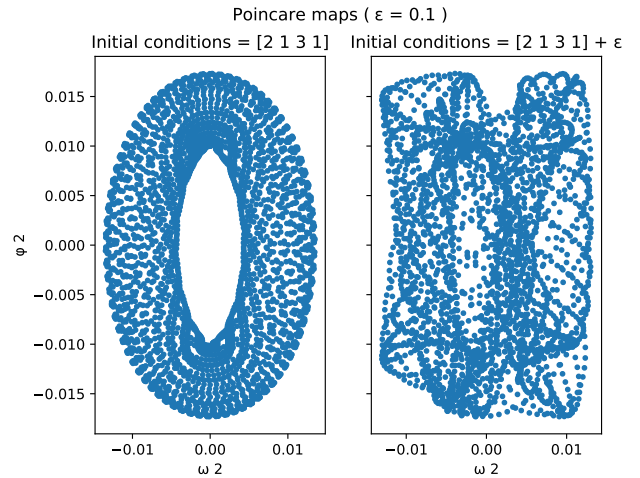 Poincare maps ( ε = 0.1 )
Initial conditions = [2 1 3 1]
Initial conditions = [2 1 3 1] + ε
0.015
0.010
0.005
0.000
−0.005
−0.010
−0.015
φ 2
−0.01
0.00
0.01
−0.01
0.00
0.01
ω 2
ω 2